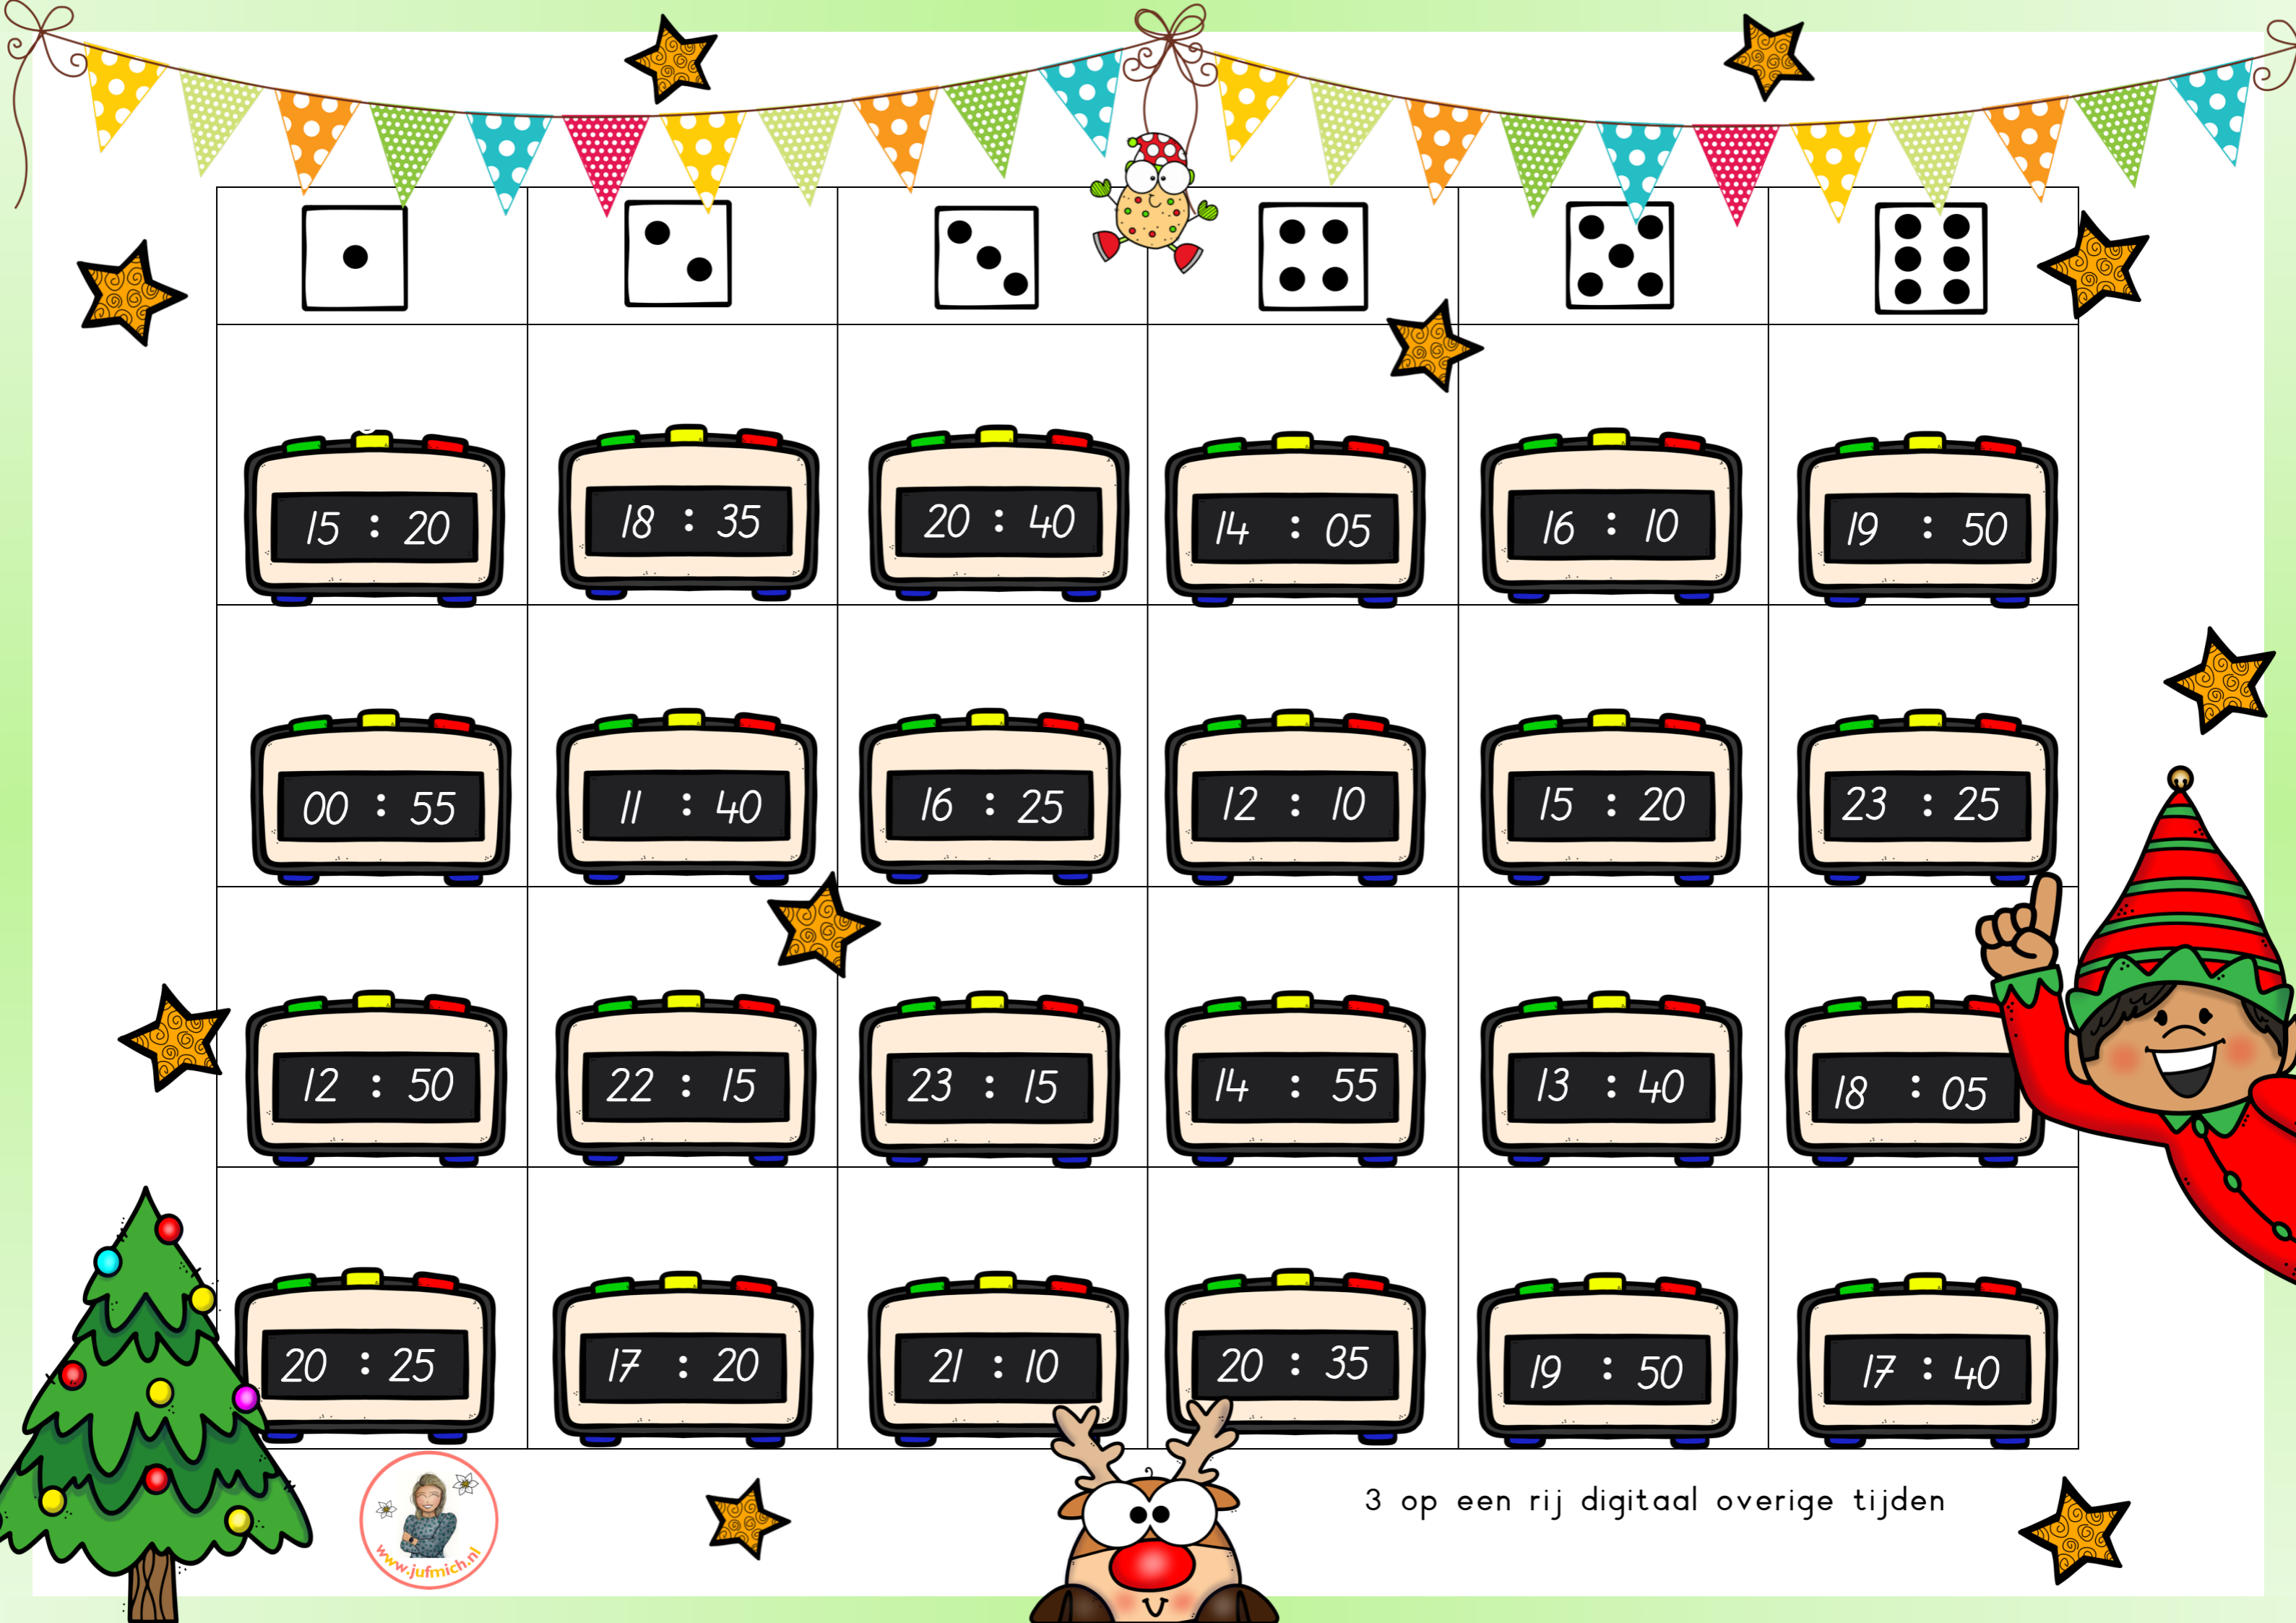 15 : 20 18 : 35 20 : 40 14 : 05 16 : 10 19 : 50
00 : 55 11 : 40 16 : 25 12 : 10 15 : 20 23 : 25
12 : 50 22 : 15 23 : 15 14 : 55 13 : 40 18 : 05
20 : 25 17 : 20 21 : 10 20 : 35 19 : 50 17 : 40
3 op een rij digitaal overige tijden
www.jufmich.nl